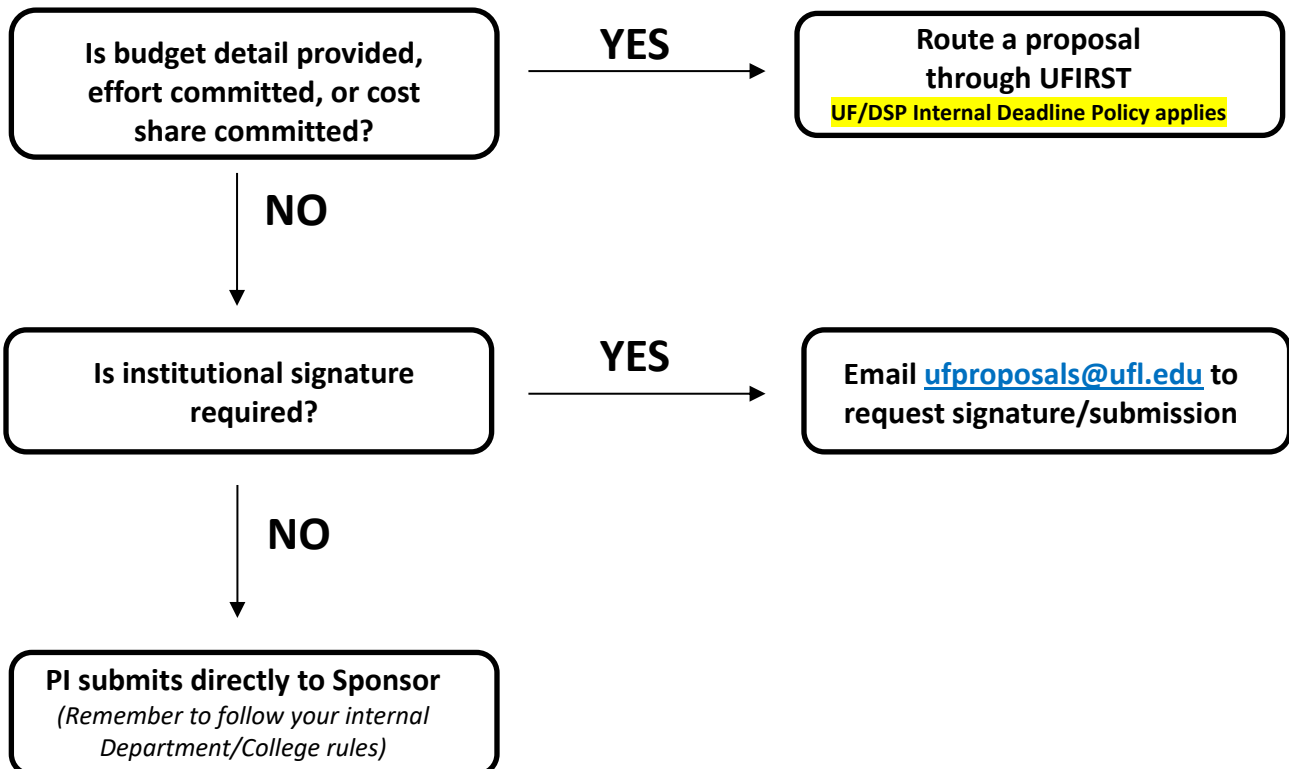 Is budget detail provided,
effort committed, or cost
share committed?
YES
Route a proposal
through UFIRST
UF/DSP Internal Deadline Policy applies
NO
Is institutional signature
required?
YES
Email ufproposals@ufl.edu to
request signature/submission
NO
PI submits directly to Sponsor
(Remember to follow your internal
Department/College rules)